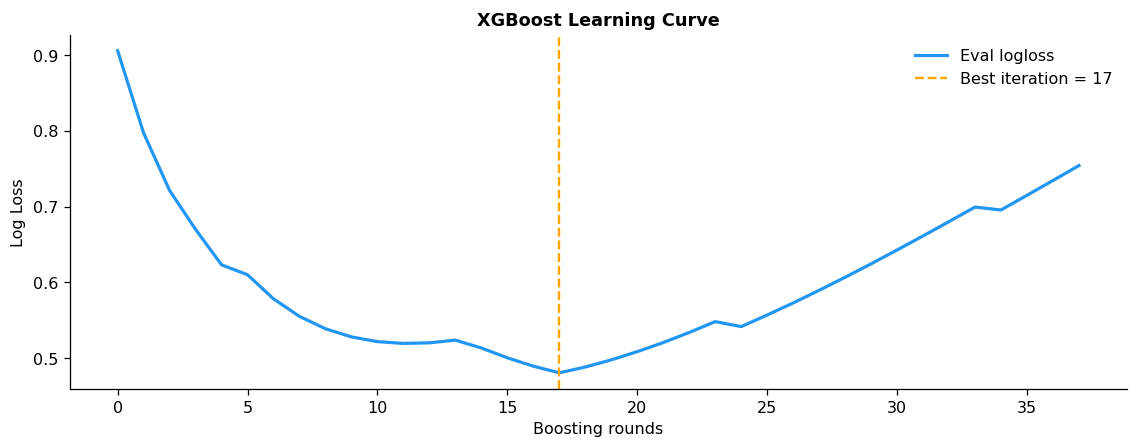 XGBoost Learning Curve
Eval logloss
Best iteration = 17
Log Loss
0.9
0.8
0.7
0.6
0.5
0 5 10 15 20 25 30 35
Boosting rounds